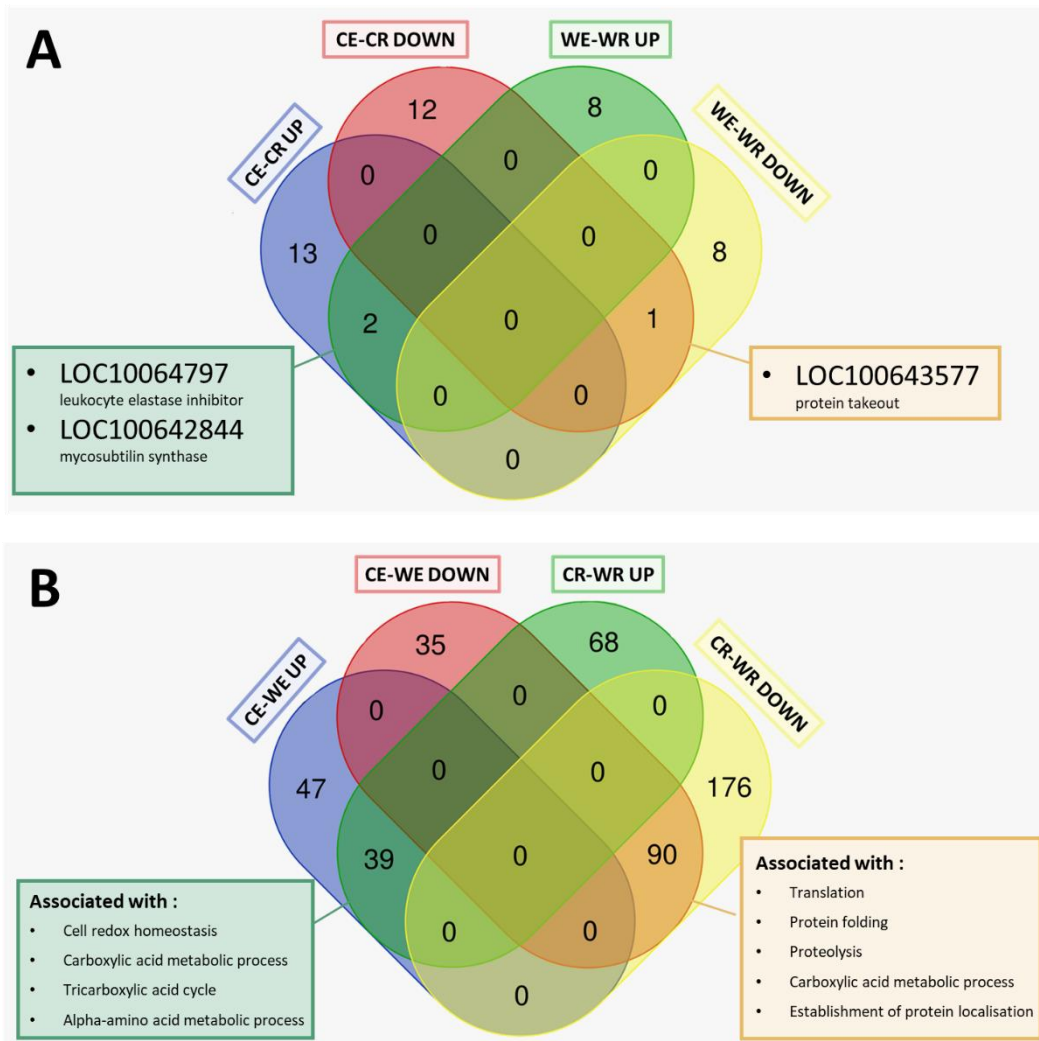 A
CE-CR DOWN
WE-WR UP
CE-CR UP
WE-WR DOWN
12
8
0
0
0
13
0
0
8
2
0
1
0
0
0
• LOC10064797
leukocyte elastase inhibitor
• LOC100642844
mycosubtilin synthase
• LOC100643577
protein takeout
B
CE-WE DOWN
CR-WR UP
CE-WE UP
CR-WR DOWN
35
68
0
0
0
47
0
0
176
39
0
90
0
0
0
Associated with :
• Cell redox homeostasis
• Carboxylic acid metabolic process
• Tricarboxylic acid cycle
• Alpha-amino acid metabolic process
Associated with :
• Translation
• Protein folding
• Proteolysis
• Carboxylic acid metabolic process
• Establishment of protein localisation